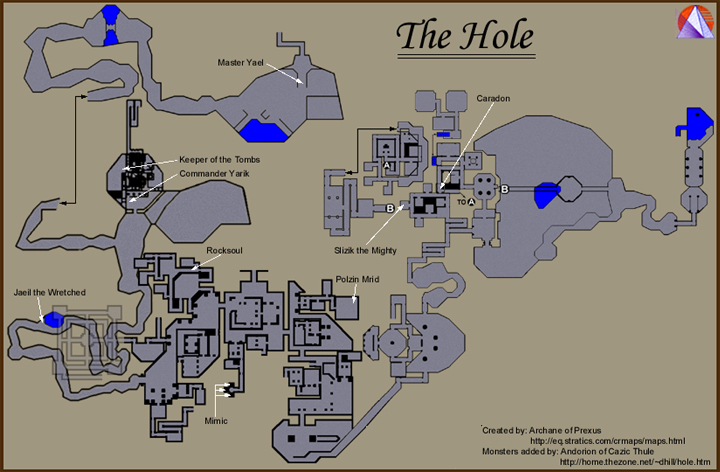 The Hole
Master Yael
Caradon
Keeper of the Tombs
Commander Yarik
A
B
TO A
B
Slizik the Mighty
Rocksoul
Polzin Mrid
Jaeil the Wretched
Mimic
Created by: Archane of Prexus
http://eq.stratics.com/crmaps/maps.html
Monsters added by: Andorion of Cazic Thule
http://home.thezone.net/~dhill/hole.htm